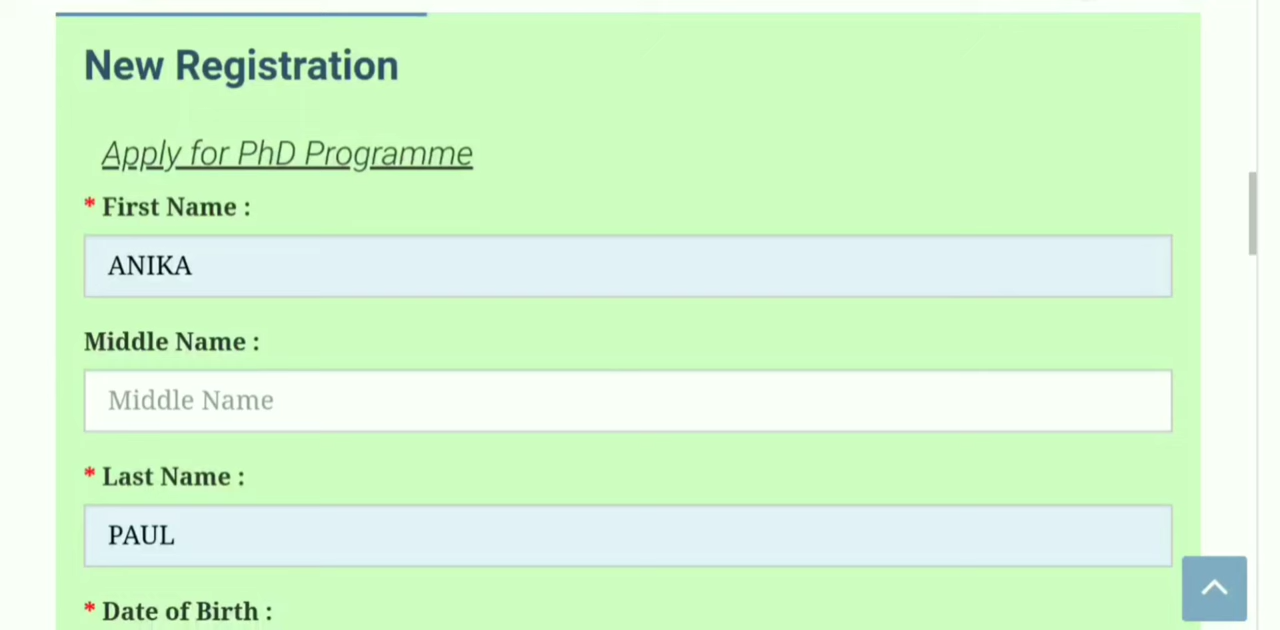 New Registration
Apply for PhD Programme
* First Name :
ANIKA
Middle Name :
Middle Name
* Last Name :
PAUL
* Date of Birth :